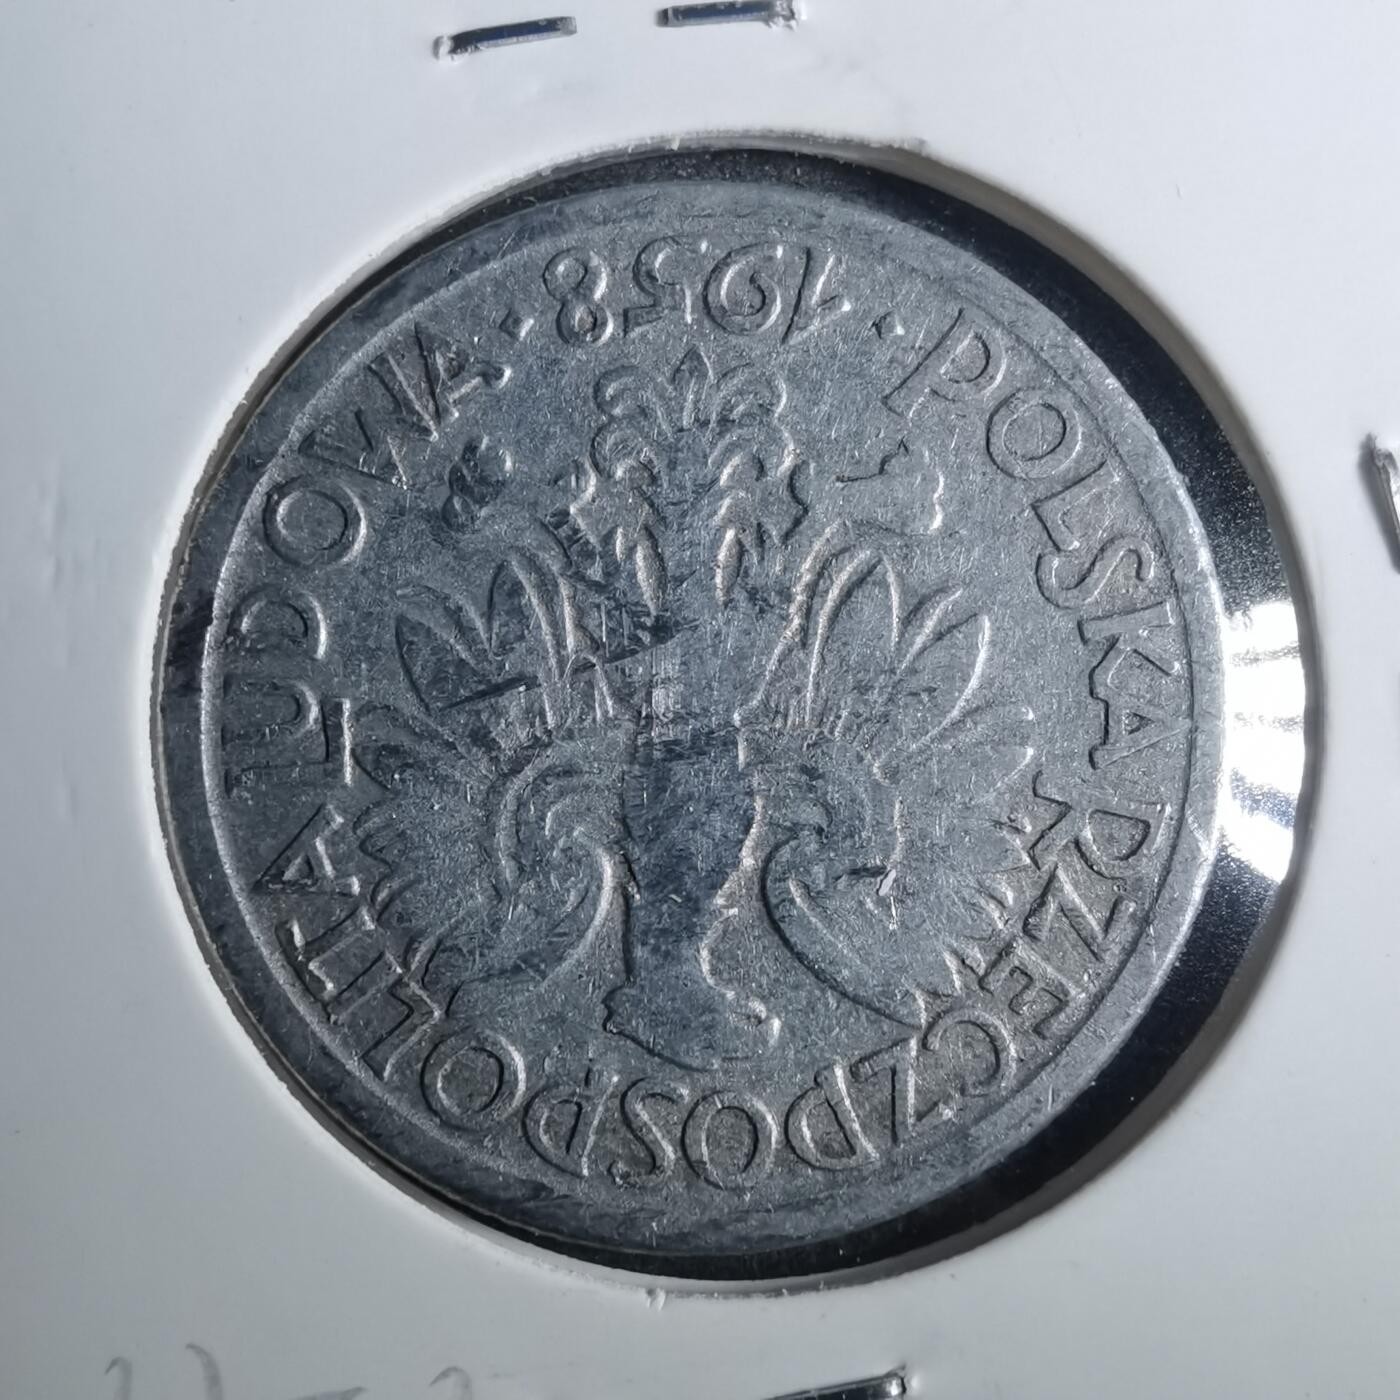 POLSKA RZECZPOSPOLITA LUDOWA
· 1958 ·